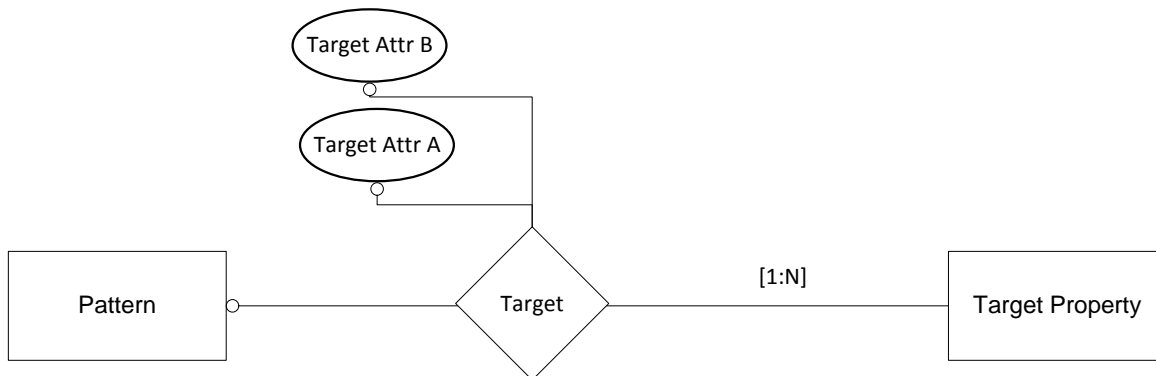 Target Attr B
Target Attr A
[1:N]
Pattern
Target
Target Property